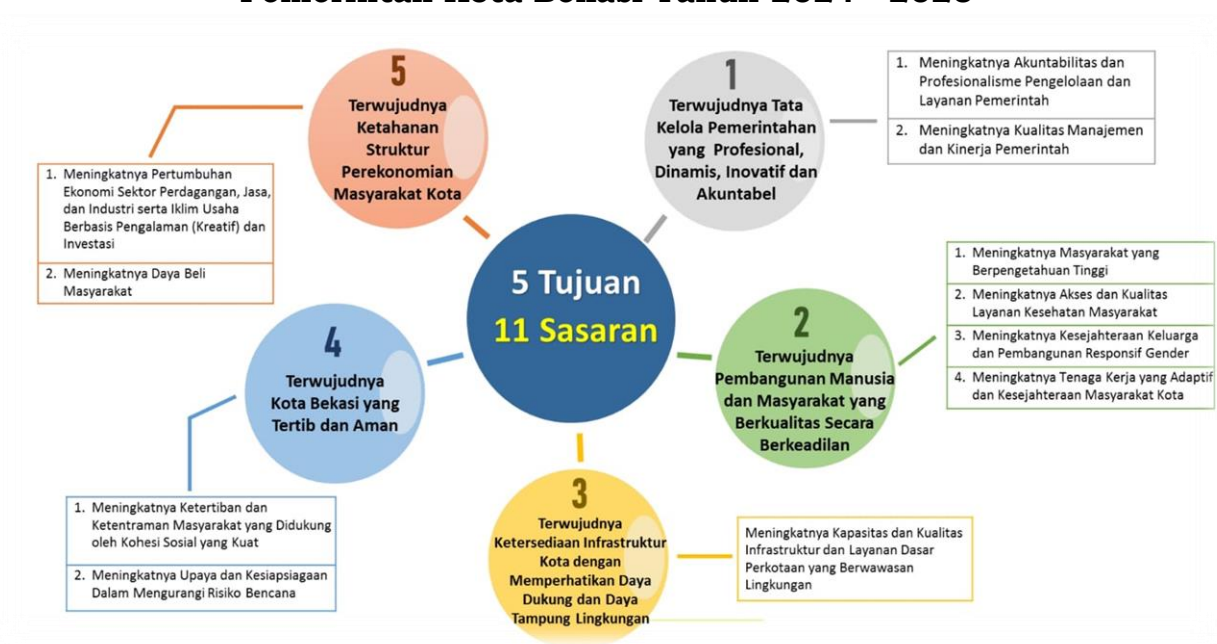 Pemerintah Kota Bekasi Tahun 2024 - 2026
5 Tujuan
11 Sasaran
1
Terwujudnya Tata
Kelola Pemerintahan
yang Profesional,
Dinamis, Inovatif dan
Akuntabel
1. Meningkatnya Akuntabilitas dan
Profesionalisme Pengelolaan dan
Layanan Pemerintah
2. Meningkatnya Kualitas Manajemen
dan Kinerja Pemerintah
2
Terwujudnya
Pembangunan Manusia
dan Masyarakat yang
Berkualitas Secara
Berkeadilan
1. Meningkatnya Masyarakat yang
Berpengetahuan Tinggi
2. Meningkatnya Akses dan Kualitas
Layanan Kesehatan Masyarakat
3. Meningkatnya Kesejahteraan Keluarga
dan Pembangunan Responsif Gender
4. Meningkatnya Tenaga Kerja yang Adaptif
dan Kesejahteraan Masyarakat Kota
3
Terwujudnya
Ketersediaan Infrastruktur
Kota dengan
Memperhatikan Daya
Dukung dan Daya
Tampung Lingkungan
Meningkatnya Kapasitas dan Kualitas
Infrastruktur dan Layanan Dasar
Perkotaan yang Berwawasan
Lingkungan
4
Terwujudnya
Kota Bekasi yang
Tertib dan Aman
1. Meningkatnya Ketertiban dan
Ketentraman Masyarakat yang Didukung
oleh Kohesi Sosial yang Kuat
2. Meningkatnya Upaya dan Kesiapsiagaan
Dalam Mengurangi Risiko Bencana
5
Terwujudnya
Ketahanan
Struktur
Perekonomian
Masyarakat Kota
1. Meningkatnya Pertumbuhan
Ekonomi Sektor Perdagangan, Jasa,
dan Industri serta Iklim Usaha
Berbasis Pengalaman (Kreatif) dan
Investasi
2. Meningkatnya Daya Beli
Masyarakat